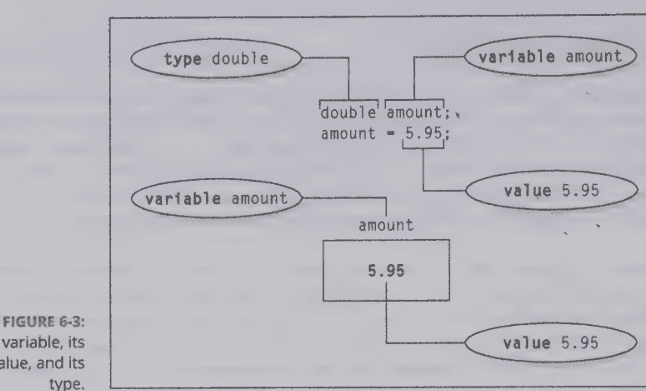 type double
variable amount
double amount;
amount = 5.95;
variable amount
value 5.95
amount
5.95
value 5.95
FIGURE 6-3:
variable, its
alue, and its
type.